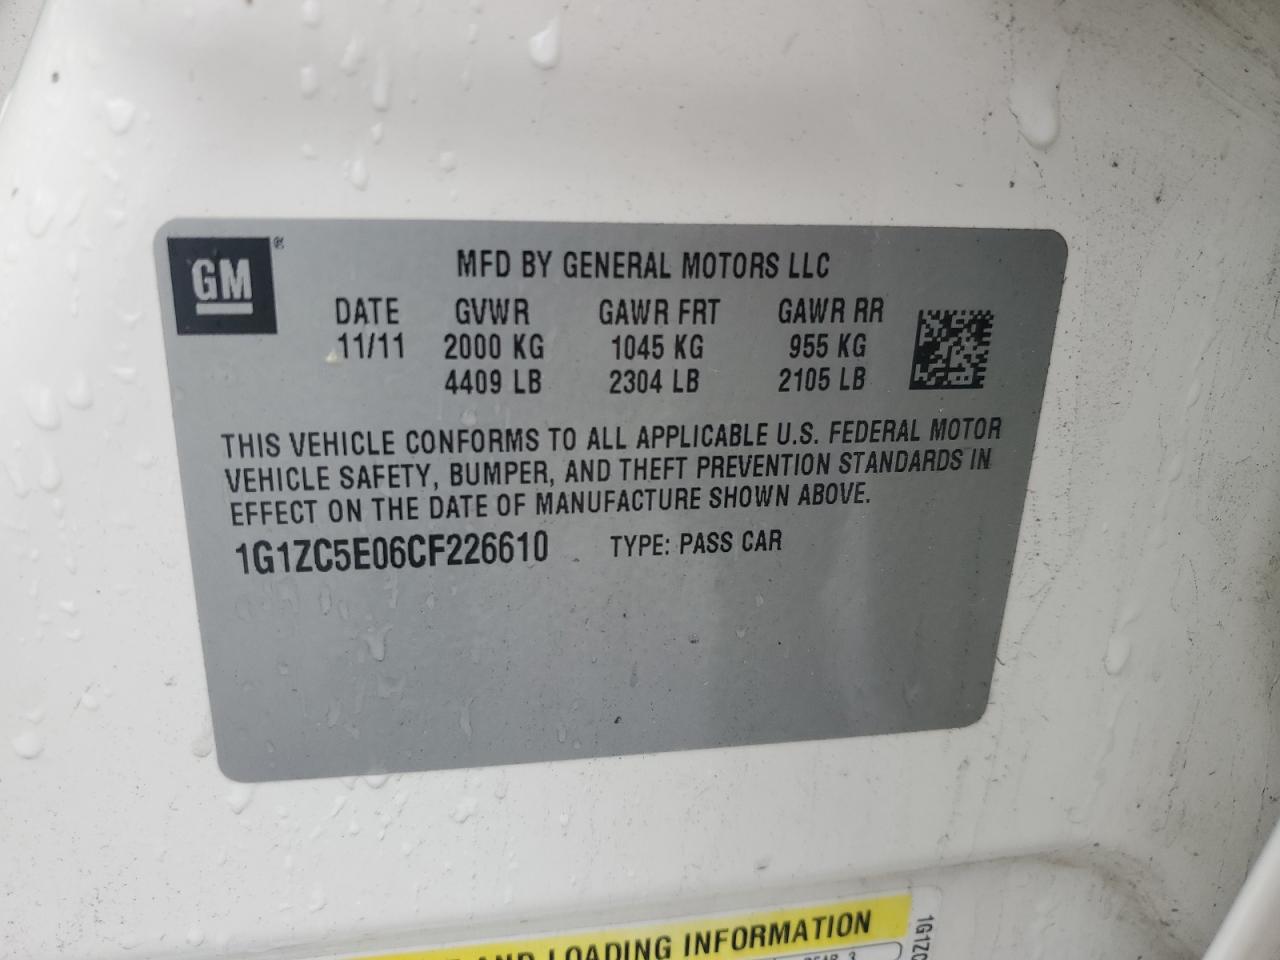 GM®
MFD BY GENERAL MOTORS LLC
DATE GVWR GAWR FRT GAWR RR
11/11 2000 KG 1045 KG 955 KG
4409 LB 2304 LB 2105 LB
THIS VEHICLE CONFORMS TO ALL APPLICABLE U.S. FEDERAL MOTOR
VEHICLE SAFETY, BUMPER, AND THEFT PREVENTION STANDARDS IN
EFFECT ON THE DATE OF MANUFACTURE SHOWN ABOVE.
1G1ZC5E06CF226610 TYPE: PASS CAR
AND LOADING INFORMATION
1G1ZC